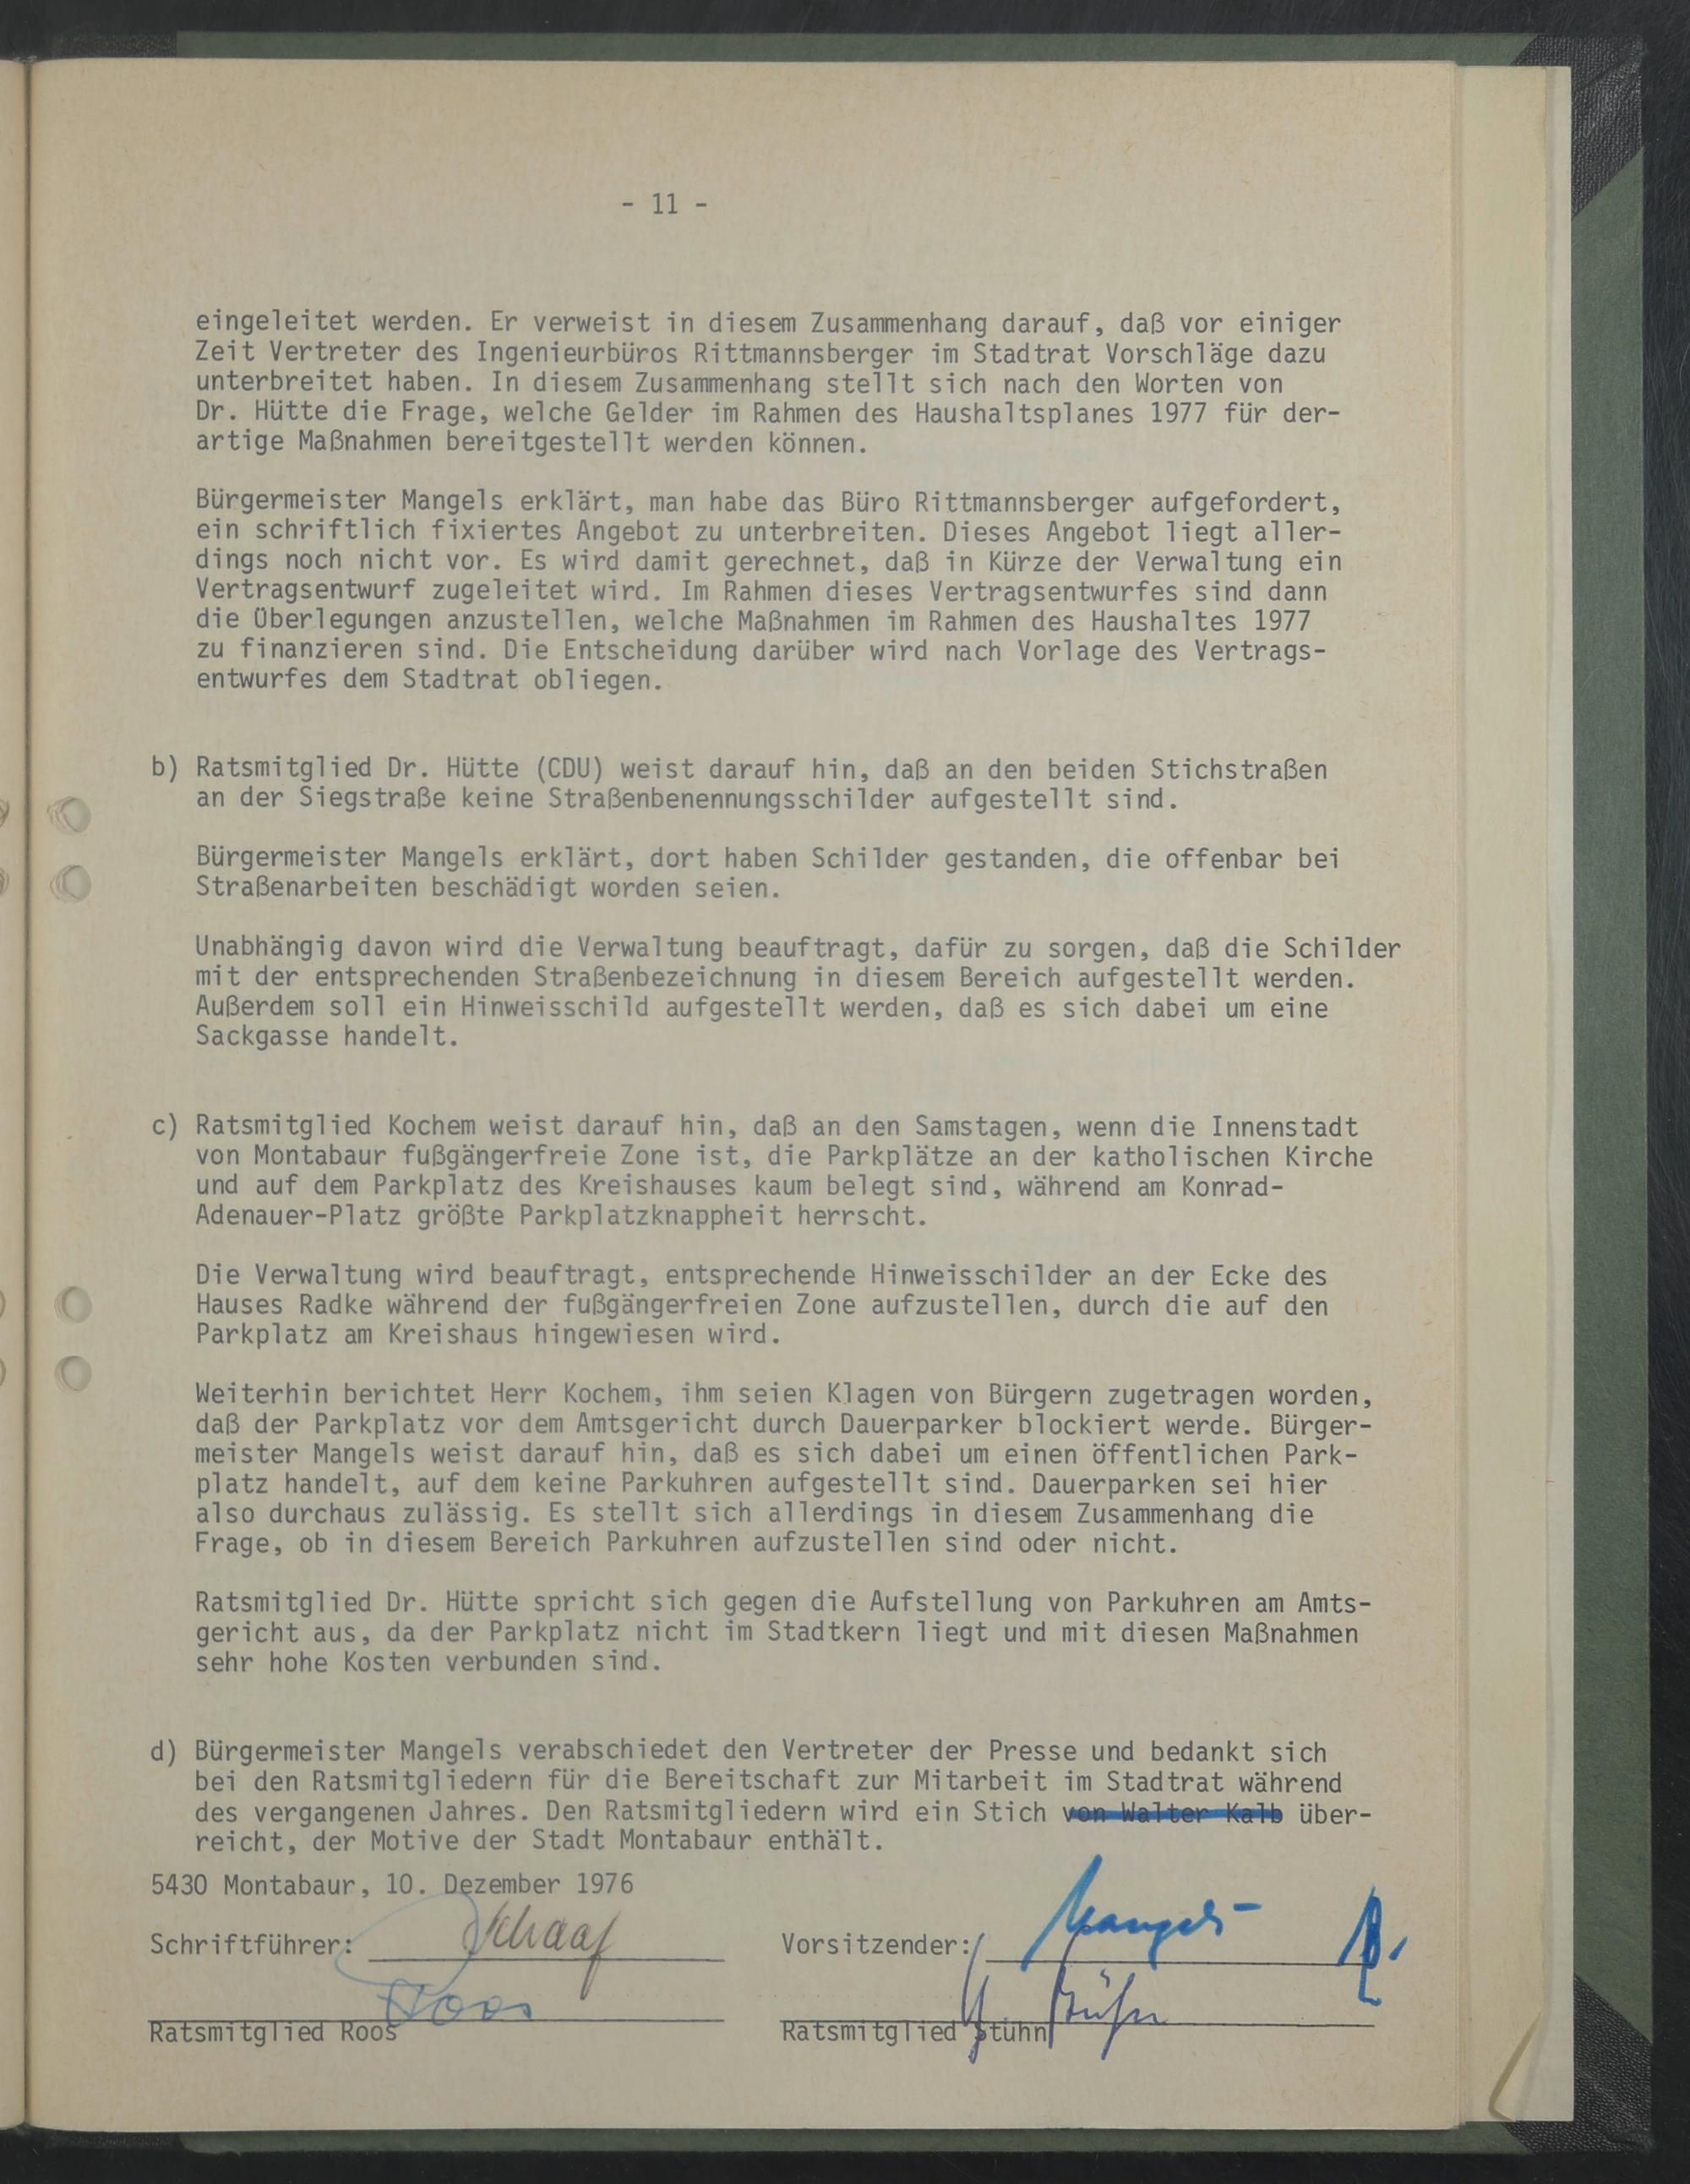 - 11 -
eingeleitet werden. Er verweist in diesem Zusammenhang darauf, daß vor einiger
Zeit Vertreter des Ingenieurbüros Rittmannsberger im Stadtrat Vorschläge dazu
unterbreitet haben. In diesem Zusammenhang stellt sich nach den Worten von
Dr. Hütte die Frage, welche Gelder im Rahmen des Haushaltsplanes 1977 für der-
artige Maßnahmen bereitgestellt werden können.
Bürgermeister Mangels erklärt, man habe das Büro Rittmannsberger aufgefordert,
ein schriftlich fixiertes Angebot zu unterbreiten. Dieses Angebot liegt aller-
dings noch nicht vor. Es wird damit gerechnet, daß in Kürze der Verwaltung ein
Vertragsentwurf zugeleitet wird. Im Rahmen dieses Vertragsentwurfes sind dann
die Überlegungen anzustellen, welche Maßnahmen im Rahmen des Haushaltes 1977
zu finanzieren sind. Die Entscheidung darüber wird nach Vorlage des Vertrags-
entwurfes dem Stadtrat obliegen.
b) Ratsmitglied Dr. Hütte (CDU) weist darauf hin, daß an den beiden Stichstraßen
an der Siegstraße keine Straßenbenennungsschilder aufgestellt sind.
Bürgermeister Mangels erklärt, dort haben Schilder gestanden, die offenbar bei
Straßenarbeiten beschädigt worden seien.
Unabhängig davon wird die Verwaltung beauftragt, dafür zu sorgen, daß die Schilder
mit der entsprechenden Straßenbezeichnung in diesem Bereich aufgestellt werden.
Außerdem soll ein Hinweisschild aufgestellt werden, daß es sich dabei um eine
Sackgasse handelt.
c) Ratsmitglied Kochem weist darauf hin, daß an den Samstagen, wenn die Innenstadt
von Montabaur fußgängerfreie Zone ist, die Parkplätze an der katholischen Kirche
und auf dem Parkplatz des Kreishauses kaum belegt sind, während am Konrad-
Adenauer-Platz größte Parkplatzknappheit herrscht.
Die Verwaltung wird beauftragt, entsprechende Hinweisschilder an der Ecke des
Hauses Radke während der fußgängerfreien Zone aufzustellen, durch die auf den
Parkplatz am Kreishaus hingewiesen wird.
Weiterhin berichtet Herr Kochem, ihm seien Klagen von Bürgern zugetragen worden,
daß der Parkplatz vor dem Amtsgericht durch Dauerparker blockiert werde. Bürger-
meister Mangels weist darauf hin, daß es sich dabei um einen öffentlichen Park-
platz handelt, auf dem keine Parkuhren aufgestellt sind. Dauerparken sei hier
also durchaus zulässig. Es stellt sich allerdings in diesem Zusammenhang die
Frage, ob in diesem Bereich Parkuhren aufzustellen sind oder nicht.
Ratsmitglied Dr. Hütte spricht sich gegen die Aufstellung von Parkuhren am Amts-
gericht aus, da der Parkplatz nicht im Stadtkern liegt und mit diesen Maßnahmen
sehr hohe Kosten verbunden sind.
d) Bürgermeister Mangels verabschiedet den Vertreter der Presse und bedankt sich
bei den Ratsmitgliedern für die Bereitschaft zur Mitarbeit im Stadtrat während
des vergangenen Jahres. Den Ratsmitgliedern wird ein Stich von Walter Kalb über-
reicht, der Motive der Stadt Montabaur enthält.
5430 Montabaur, 10. Dezember 1976
Schriftführer: Schaaf Vorsitzender: Mangels
Roos Stühn
Ratsmitglied Roos Ratsmitglied Stühn